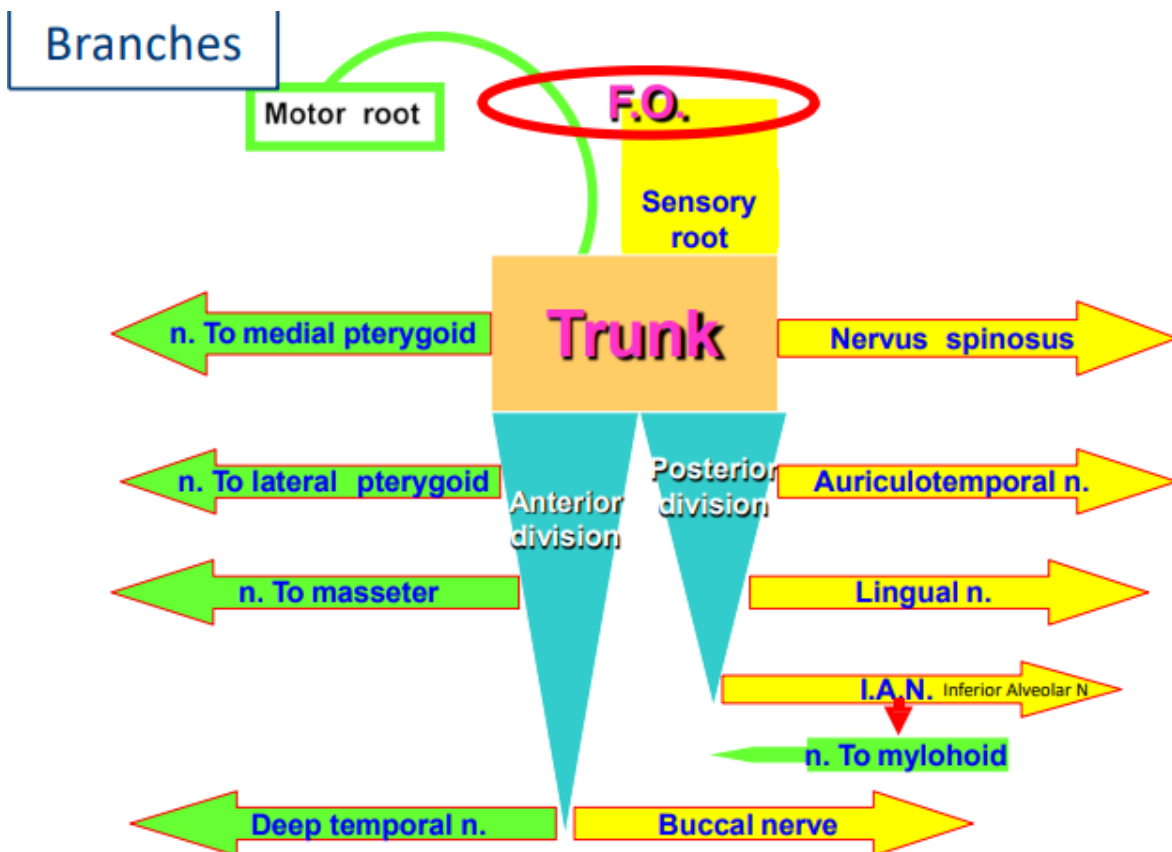 Branches
Motor root
F.O.
Sensory
root
Trunk
n. To medial pterygoid
Nervus spinosus
n. To lateral pterygoid
Anterior
division
Posterior
division
Auriculotemporal n.
n. To masseter
Lingual n.
I.A.N. Inferior Alveolar N
n. To mylohoid
Deep temporal n.
Buccal nerve